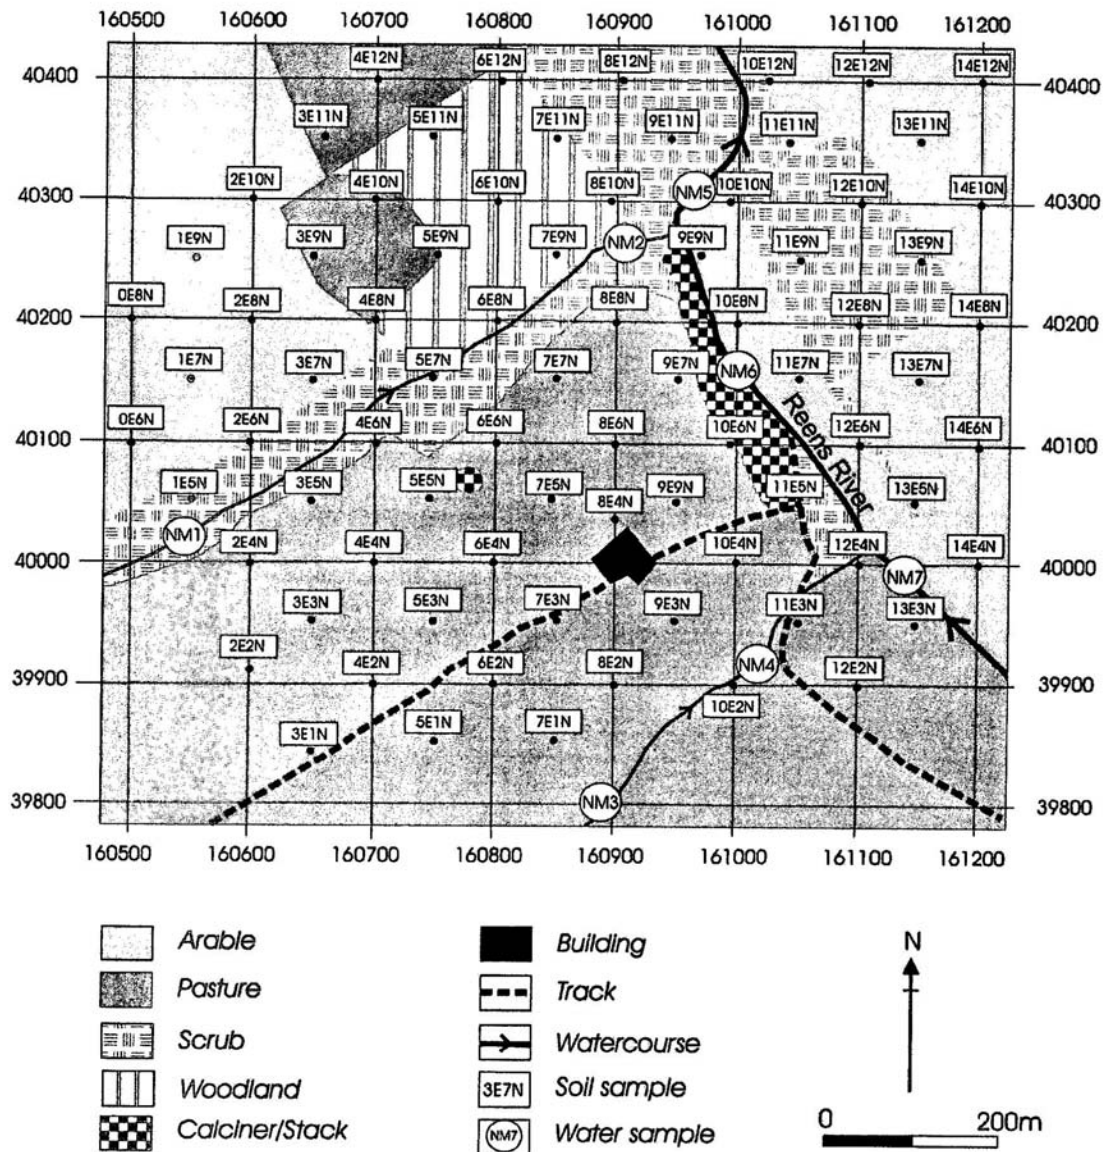 160500 160600 160700 160800 160900 161000 161100 161200
4E12N 6E12N 8E12N 10E12N 12E12N 14E12N
40400 40400
3E11N 5E11N 7E11N 9E11N 11E11N 13E11N
2E10N 4E10N 6E10N 8E10N NM5 10E10N 12E10N 14E10N
40300 40300
1E9N 3E9N 5E9N 7E9N NM2 9E9N 11E9N 13E9N
0E8N 2E8N 4E8N 6E8N 8E8N 10E8N 12E8N 14E8N
40200 40200
1E7N 3E7N 5E7N 7E7N 9E7N NM6 11E7N 13E7N
Reens River
0E6N 2E6N 4E6N 6E6N 8E6N 10E6N 12E6N 14E6N
40100 40100
1E5N 3E5N 5E5N 7E5N 9E9N 11E5N 13E5N
8E4N
NM1 2E4N 4E4N 6E4N 10E4N 12E4N 14E4N
40000 NM7 40000
3E3N 5E3N 7E3N 9E3N 11E3N 13E3N
2E2N 4E2N 6E2N 8E2N NM4 12E2N
39900 39900
10E2N
3E1N 5E1N 7E1N
39800 NM3 39800
160500 160600 160700 160800 160900 161000 161100 161200
Arable
Pasture
Scrub
Woodland
Calciner/Stack
Building
Track
Watercourse
3E7N Soil sample
NM7 Water sample
N
0 200m